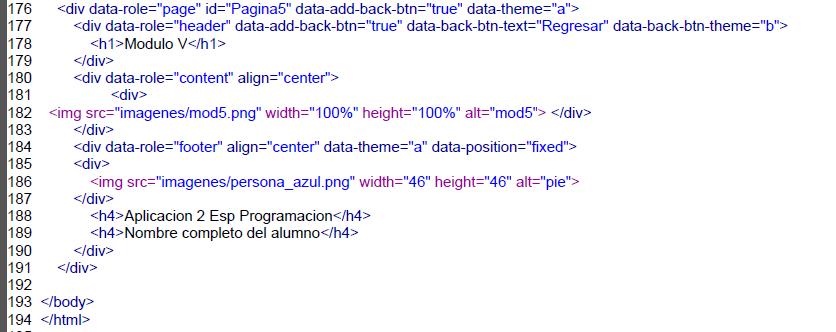 176 <div data-role="page" id="Pagina5" data-add-back-btn="true" data-theme="a">
177 <div data-role="header" data-add-back-btn="true" data-back-btn-text="Regresar" data-back-btn-theme="b">
178 <h1>Modulo V</h1>
179 </div>
180 <div data-role="content" align="center">
181 <div>
182 <img src="imagenes/mod5.png" width="100%" height="100%" alt="mod5"> </div>
183 </div>
184 <div data-role="footer" align="center" data-theme="a" data-position="fixed">
185 <div>
186 <img src="imagenes/persona_azul.png" width="46" height="46" alt="pie">
187 </div>
188 <h4>Aplicacion 2 Esp Programacion</h4>
189 <h4>Nombre completo del alumno</h4>
190 </div>
191 </div>
192
193 </body>
194 </html>